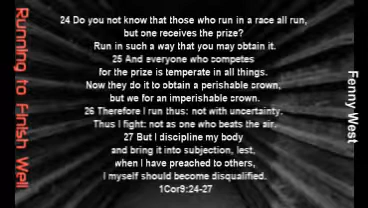 Running to Finish Well
24 Do you not know that those who run in a race all run,
but one receives the prize?
Run in such a way that you may obtain it.
25 And everyone who competes
for the prize is temperate in all things.
Now they do it to obtain a perishable crown,
but we for an imperishable crown.
26 Therefore I run thus: not with uncertainty.
Thus I fight: not as one who beats the air.
27 But I discipline my body
and bring it into subjection, lest,
when I have preached to others,
I myself should become disqualified.
1Cor9:24-27
Fenny West